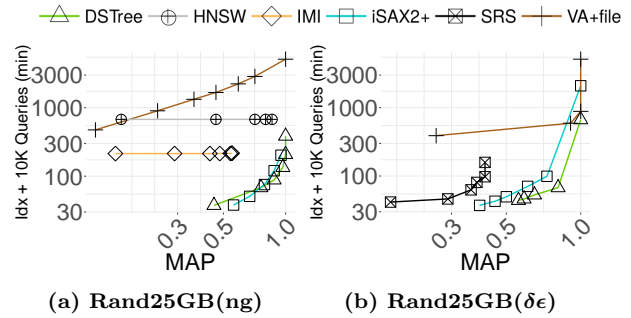 DSTree HNSW IMI iSAX2+ SRS VA+file
Idx + 10K Queries (min)
3000
1000
300
100
30
0.3 0.5 1.0
MAP
(a) Rand25GB(ng)
Idx + 10K Queries (min)
3000
1000
300
100
30
0.3 0.5 1.0
MAP
(b) Rand25GB(δϵ)